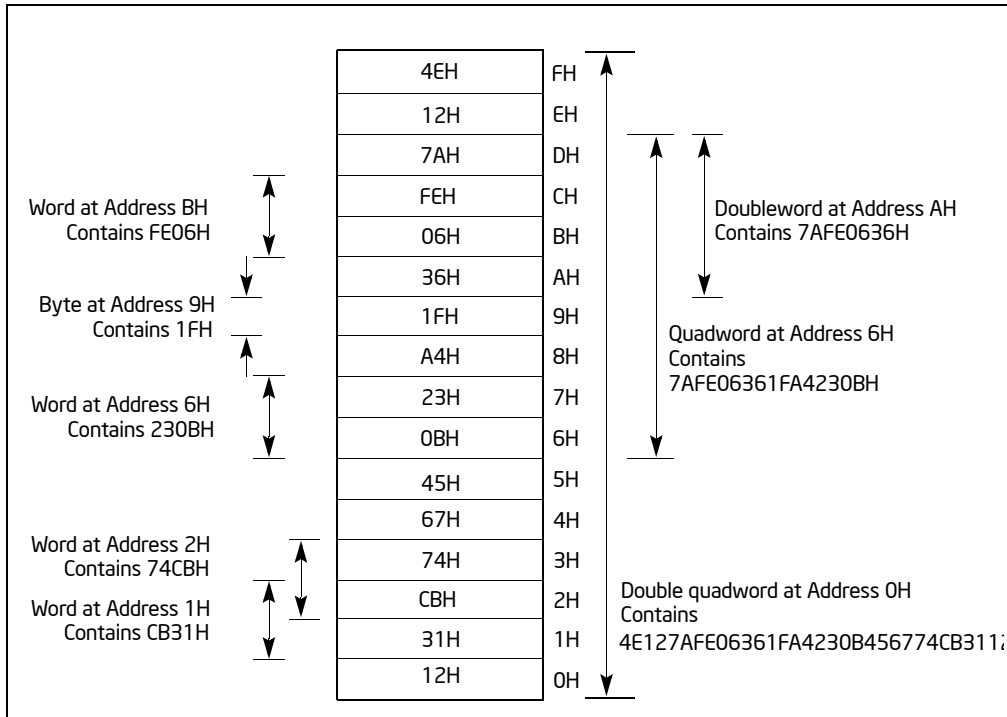 4EH FH
12H EH
7AH DH
FEH CH
06H BH
36H AH
1FH 9H
A4H 8H
23H 7H
0BH 6H
45H 5H
67H 4H
74H 3H
CBH 2H
31H 1H
12H 0H
Word at Address BH
Contains FE06H
Byte at Address 9H
Contains 1FH
Word at Address 6H
Contains 230BH
Word at Address 2H
Contains 74CBH
Word at Address 1H
Contains CB31H
Doubleword at Address AH
Contains 7AFE0636H
Quadword at Address 6H
Contains
7AFE06361FA4230BH
Double quadword at Address 0H
Contains
4E127AFE06361FA4230B456774CB3112